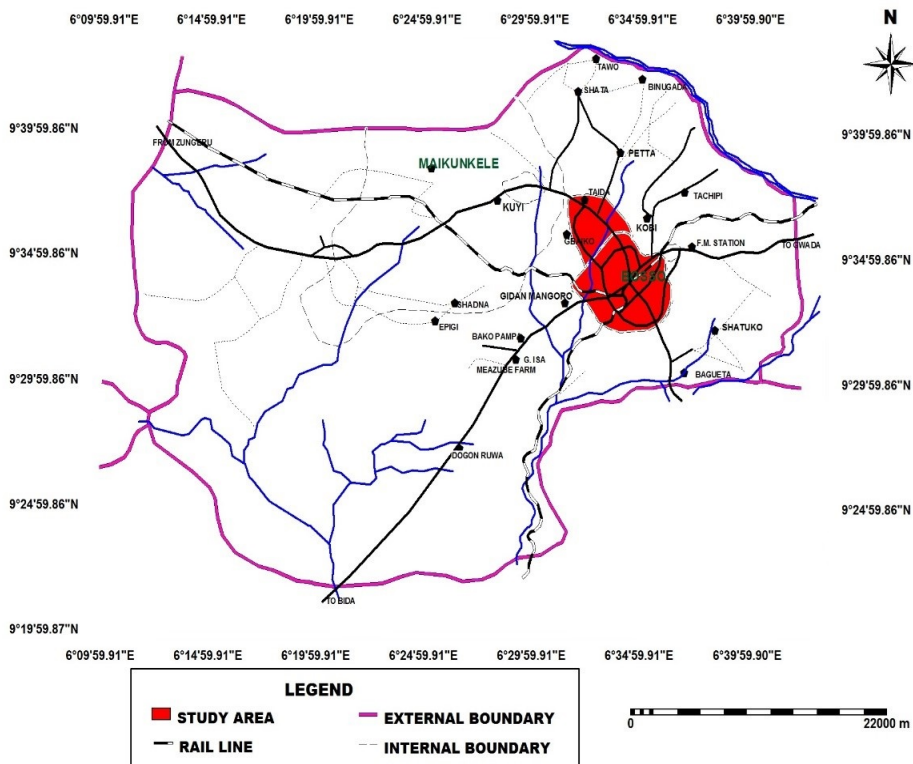 6°09'59.91"E 6°14'59.91"E 6°19'59.91"E 6°24'59.91"E 6°29'59.91"E 6°34'59.91"E 6°39'59.90"E
N
TAWO
BINUGADA
SHATA
9°39'59.86"N 9°39'59.86"N
FROM ZUNGERU
PETTA
MAIKUNKELE
TAIDA
TACHIPI
KUYI
KOBI
9°34'59.86"N 9°34'59.86"N
F.M. STATION
TO GWADA
BOSSO
SHADNA
GIDAN MANGORO
EPIGI
SHATUKO
BAKO PAMP
G. ISA
MEAZUBE FARM
BAGUETA
9°29'59.86"N 9°29'59.86"N
DOGON RUWA
9°24'59.86"N 9°24'59.86"N
TO BIDA
9°19'59.87"N
6°09'59.91"E 6°14'59.91"E 6°19'59.91"E 6°24'59.91"E 6°29'59.91"E 6°34'59.91"E 6°39'59.90"E
LEGEND
STUDY AREA EXTERNAL BOUNDARY
RAIL LINE INTERNAL BOUNDARY
0 22000 m